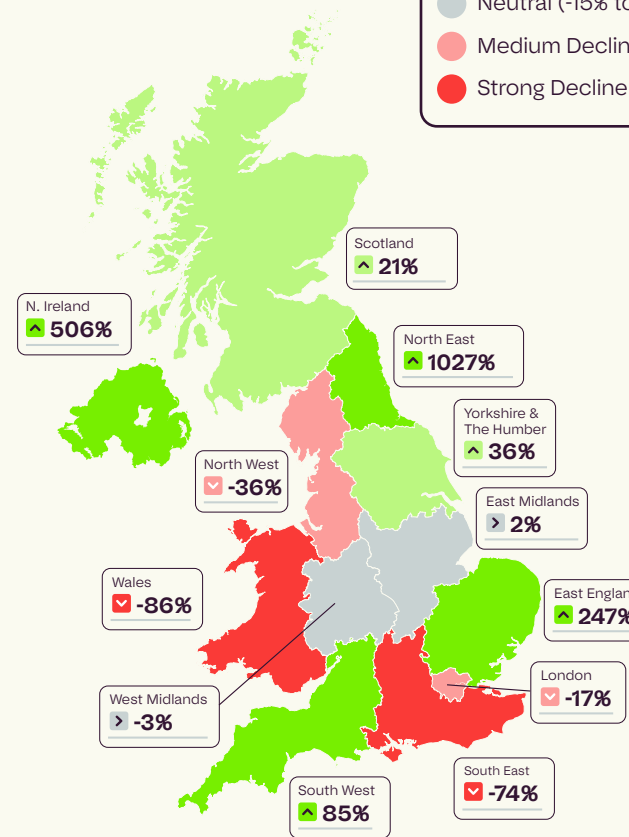 Neutral (-15% to
Medium Declin
Strong Decline
Scotland
21%
N. Ireland
506%
North East
1027%
Yorkshire &
The Humber
36%
North West
-36%
East Midlands
2%
Wales
-86%
East Englan
247%
London
-17%
West Midlands
-3%
South East
-74%
South West
85%